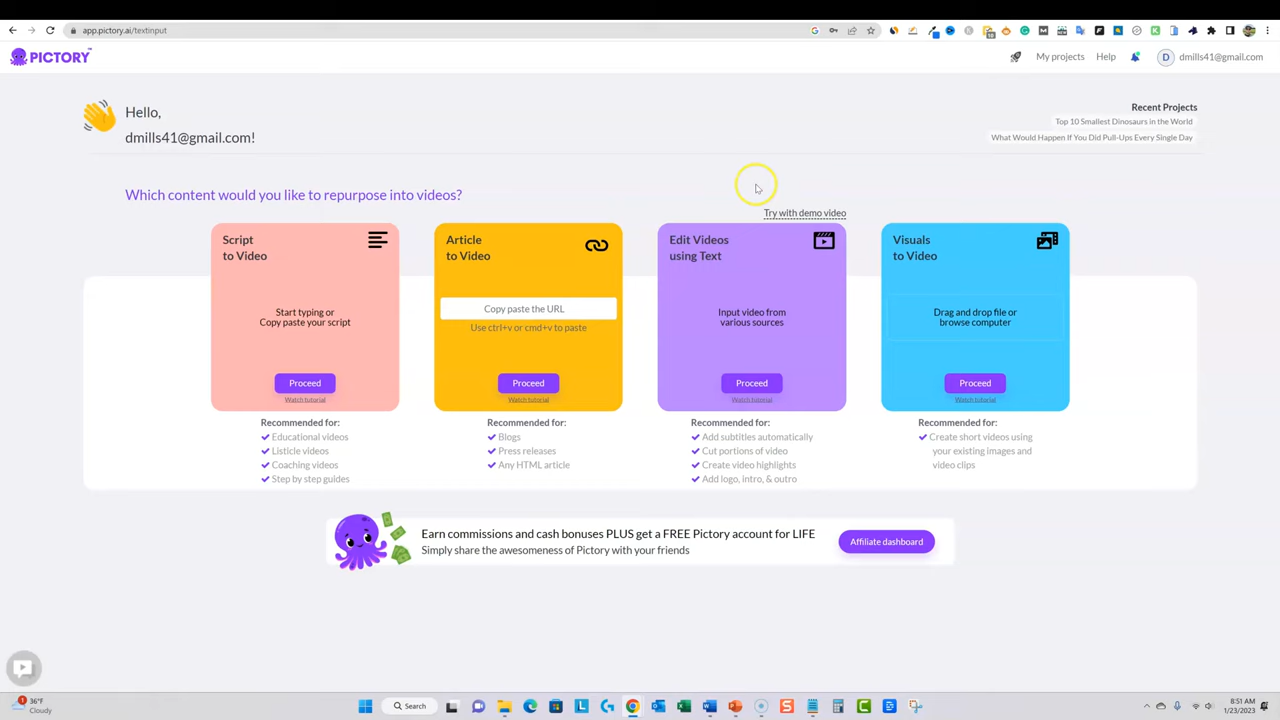 app.pictory.ai/textinput
PICTORY™
My projects
Help
D
dmills41@gmail.com
Hello,
dmills41@gmail.com!
Recent Projects
Top 10 Smallest Dinosaurs in the World
What Would Happen If You Did Pull-Ups Every Single Day
Which content would you like to repurpose into videos?
Try with demo video
Script
to Video
Start typing or
Copy paste your script
Proceed
Watch tutorial
Article
to Video
Copy paste the URL
Use ctrl+v or cmd+v to paste
Proceed
Watch tutorial
Edit Videos
using Text
Input video from
various sources
Proceed
Watch tutorial
Visuals
to Video
Drag and drop file or
browse computer
Proceed
Watch tutorial
Recommended for:
Educational videos
Listicle videos
Coaching videos
Step by step guides
Recommended for:
Blogs
Press releases
Any HTML article
Recommended for:
Add subtitles automatically
Cut portions of video
Create video highlights
Add logo, intro, & outro
Recommended for:
Create short videos using
your existing images and
video clips
Earn commissions and cash bonuses PLUS get a FREE Pictory account for LIFE
Simply share the awesomeness of Pictory with your friends
Affiliate dashboard
1
36°F
Cloudy
Search
8:51 AM
1/23/2023